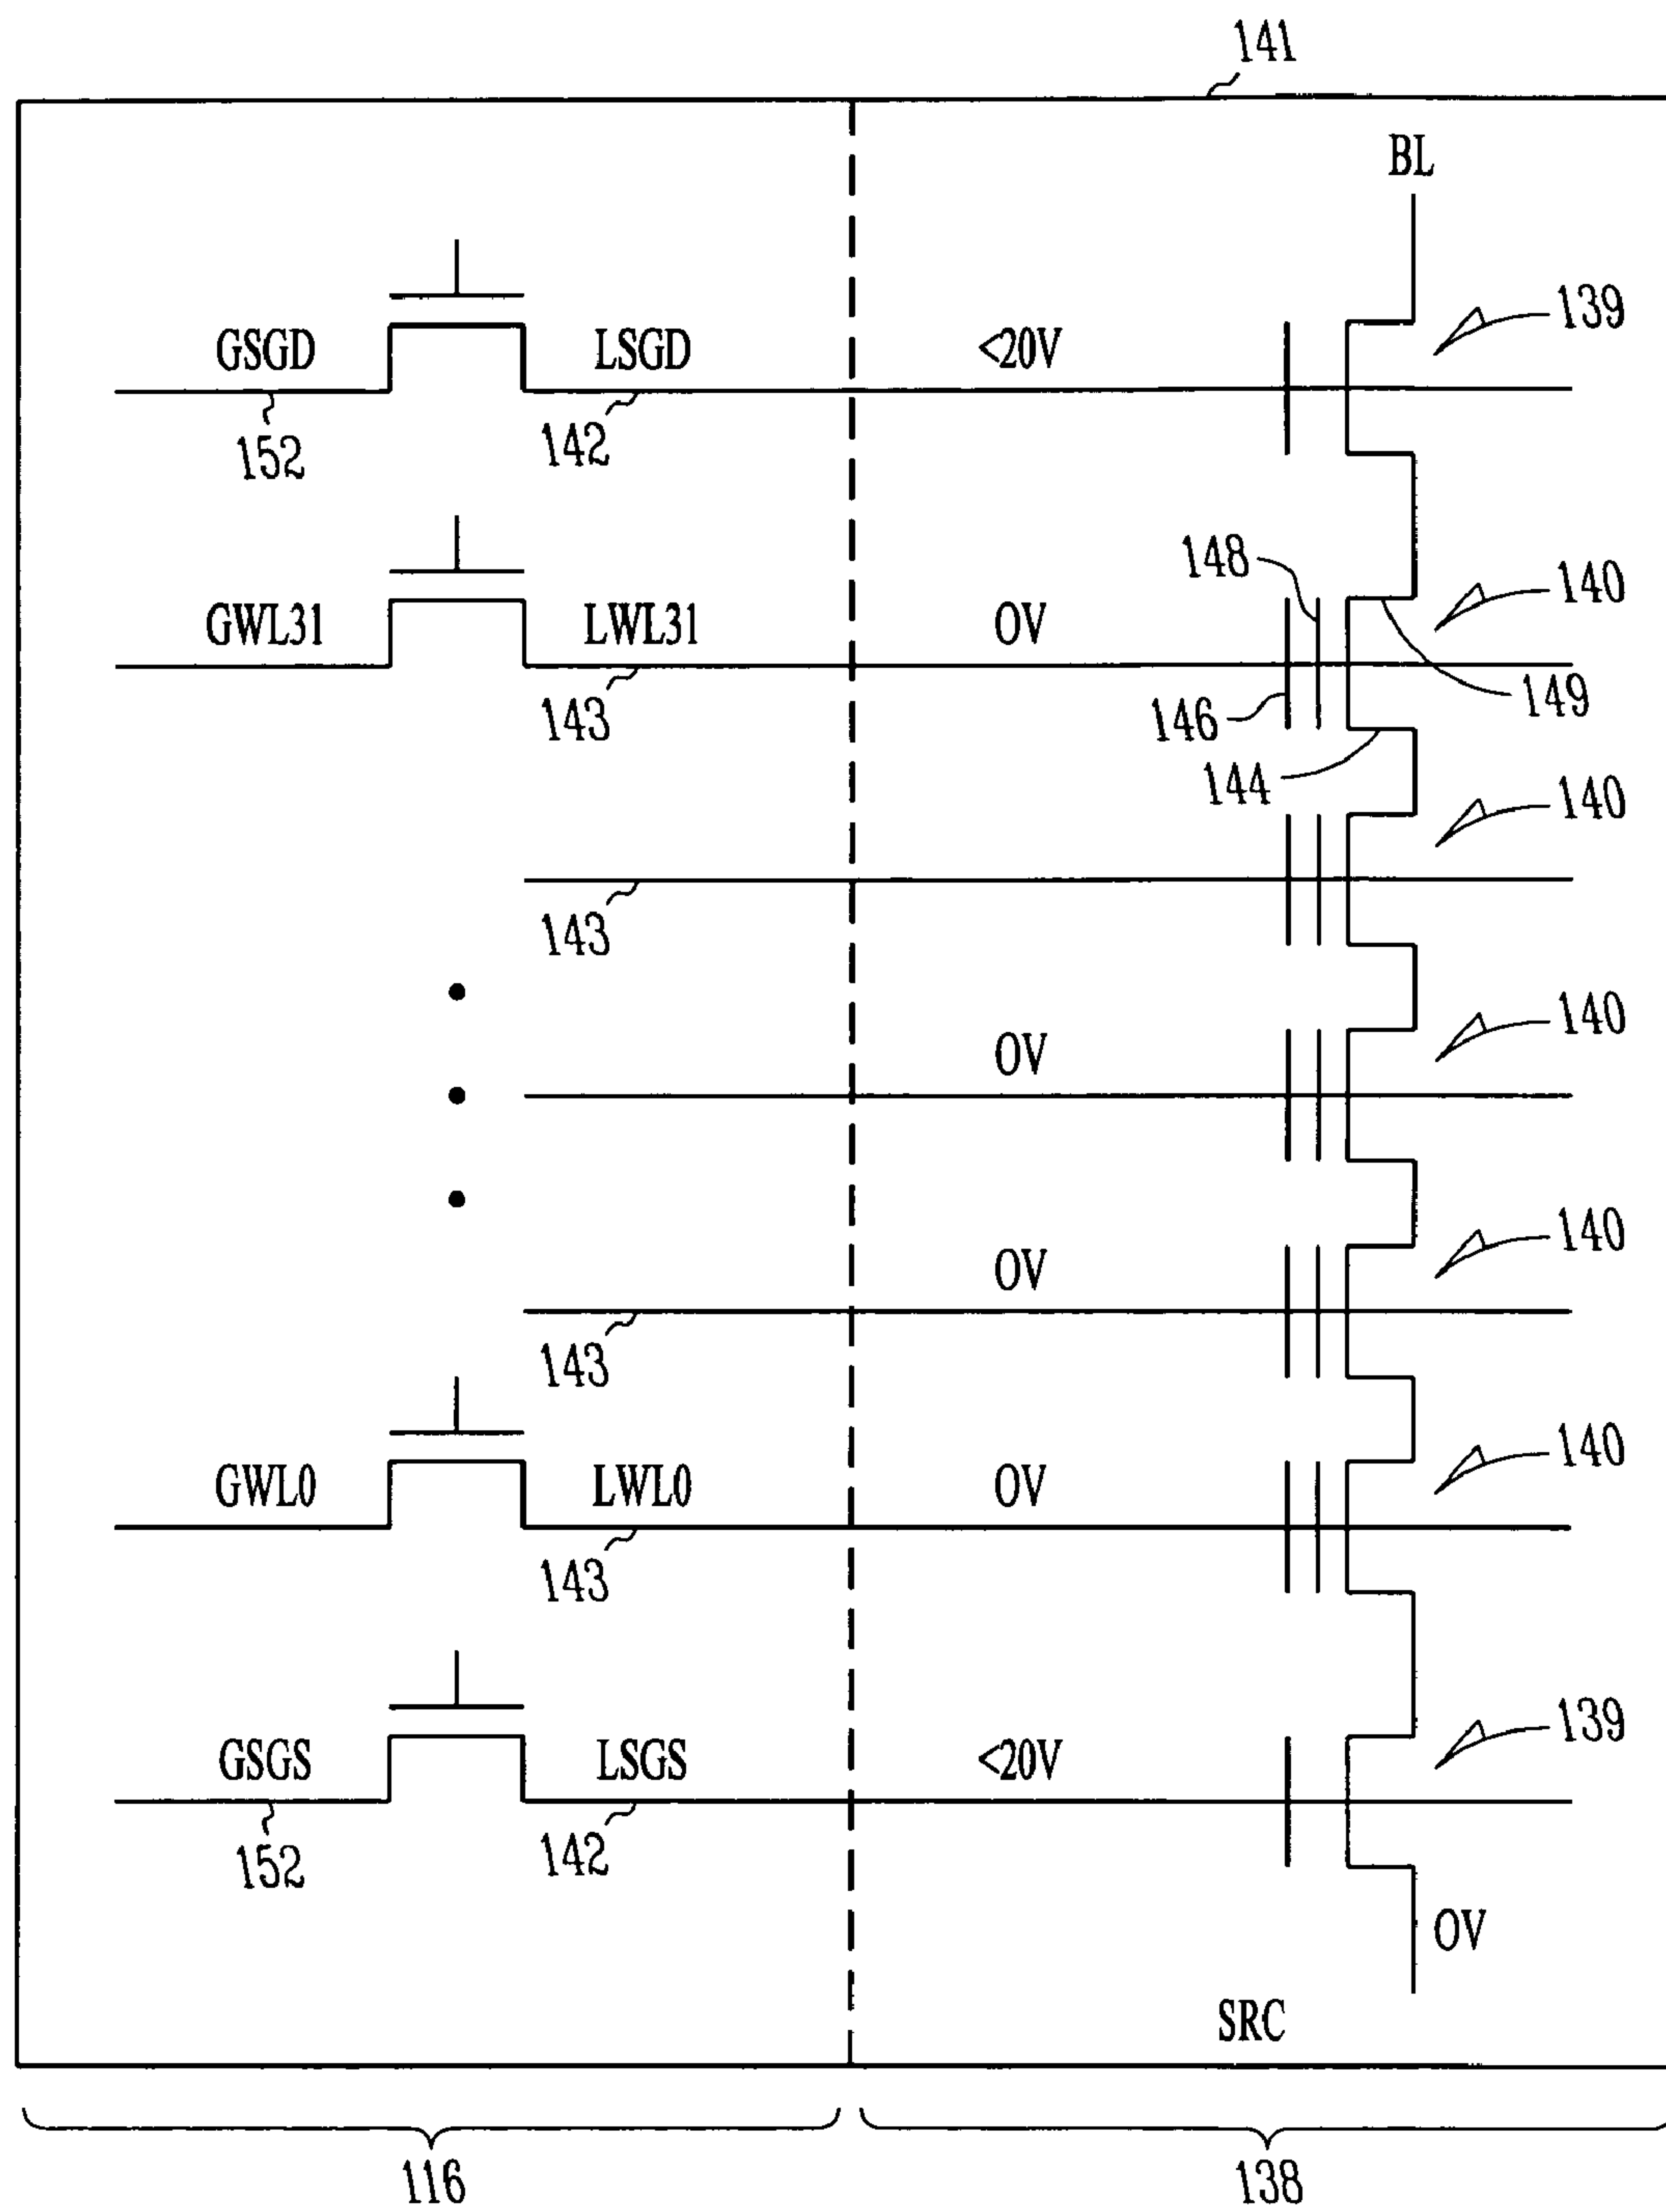 141
BL
GSGD LSGD <20V 139
152 142
148
GWL31 LWL31 0V 140
143 146 149
144
140
143
0V 140
0V 140
143
GWL0 LWL0 0V 140
143
GSGS LSGS <20V 139
152 142
0V
SRC
116 138